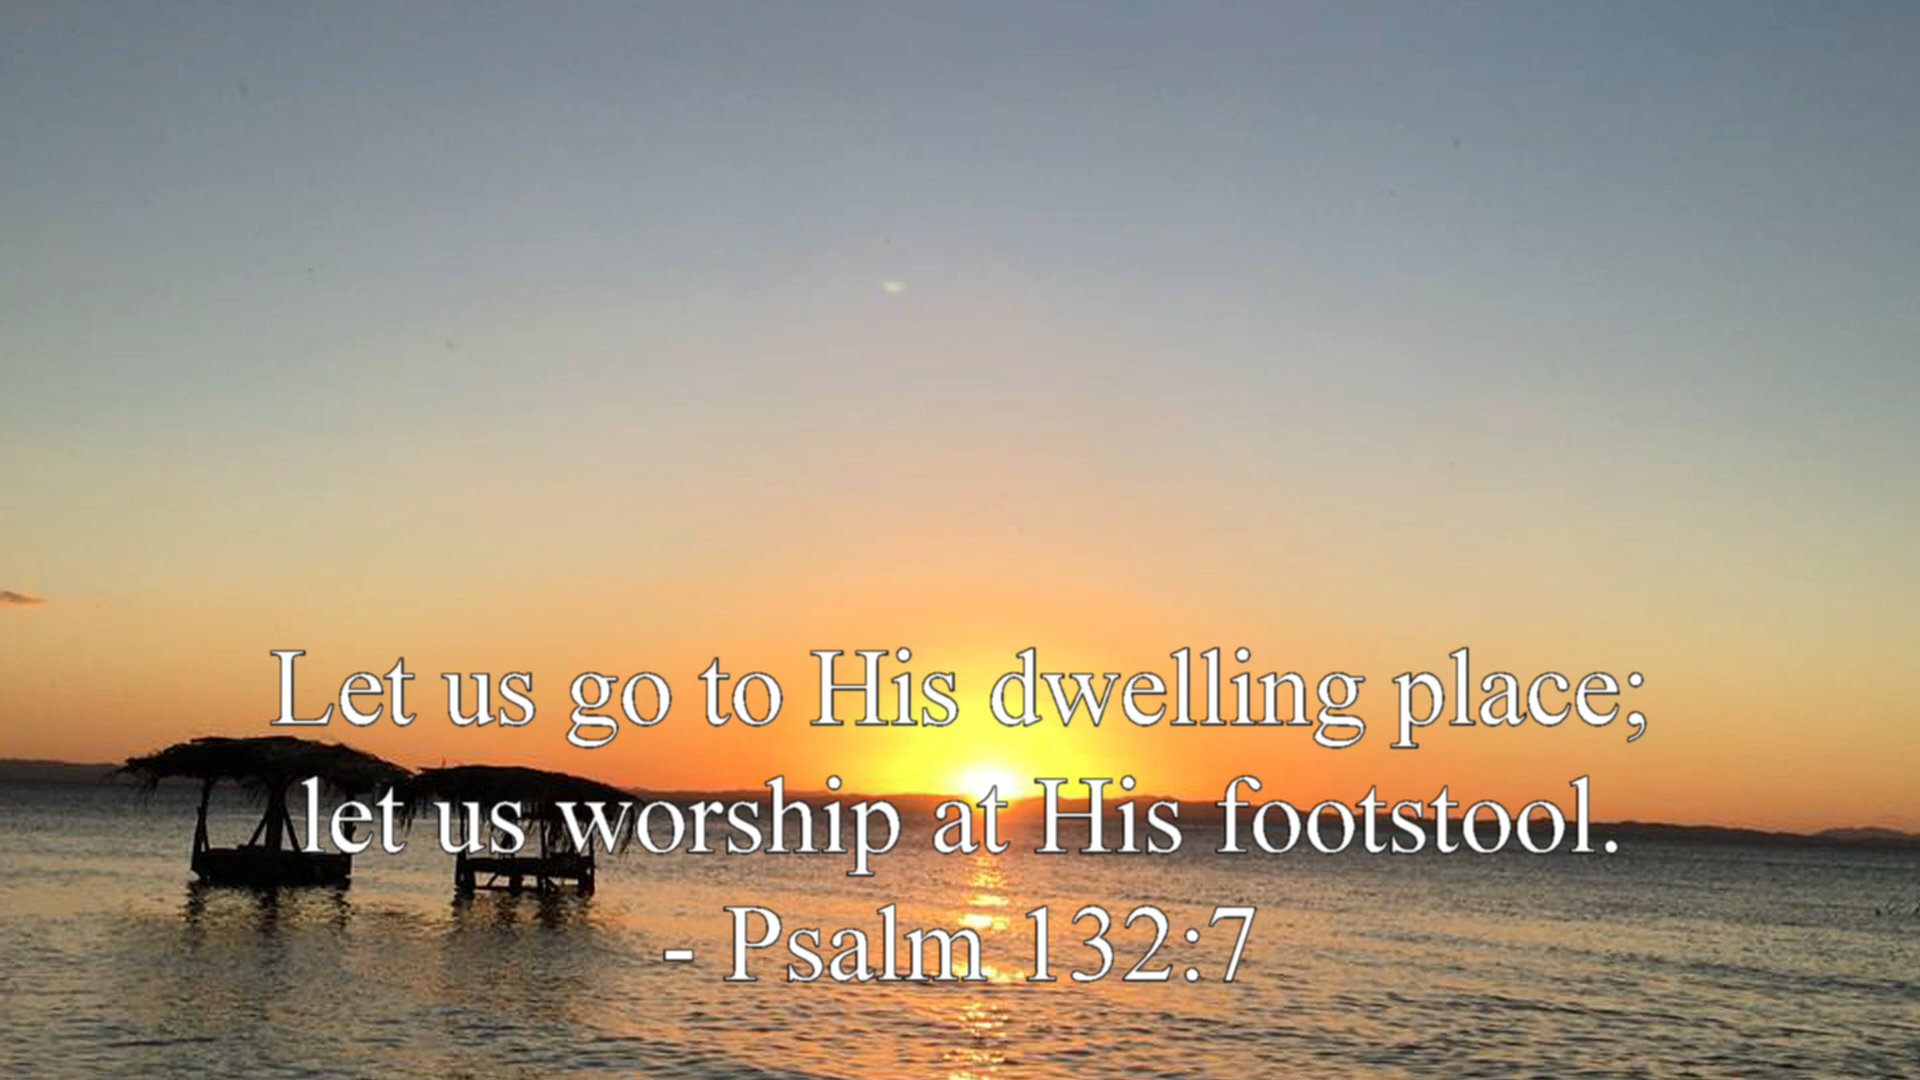 Let us go to His dwelling place;
let us worship at His footstool.
- Psalm 132:7